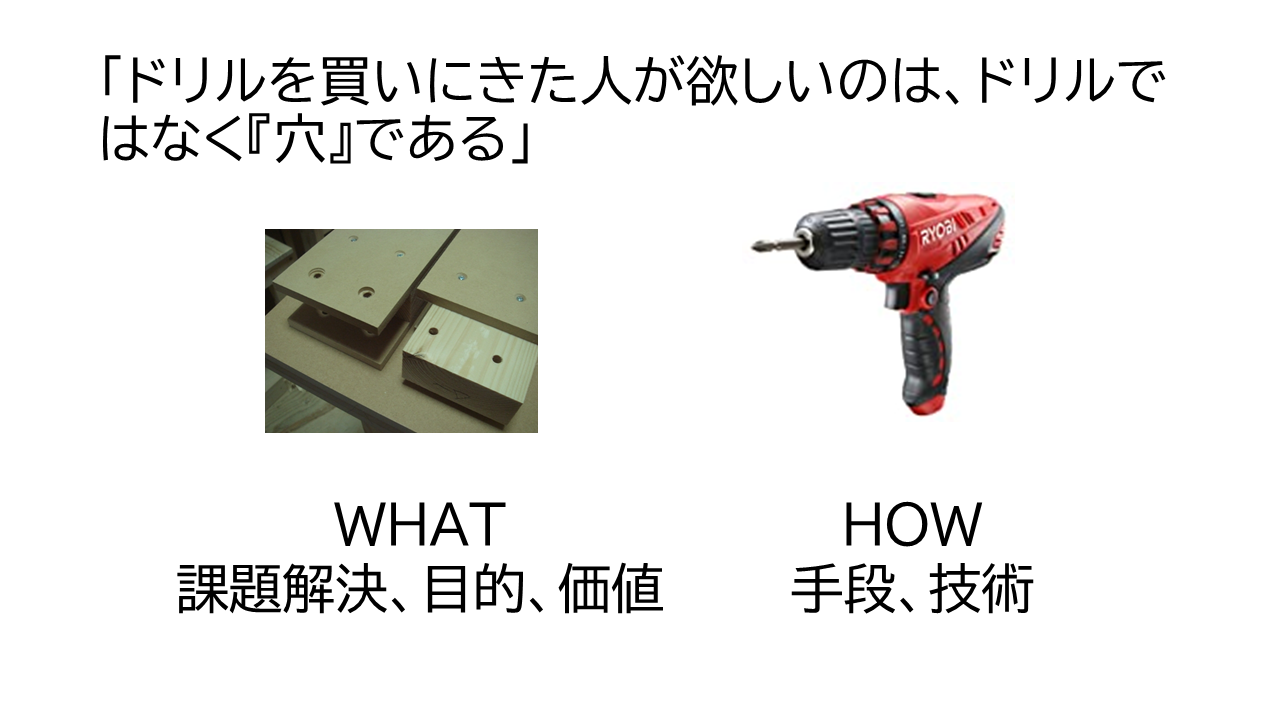 「ドリルを買いにきた人が欲しいのは、ドリルで
はなく『穴』である」
RYOBI
WHAT
課題解決、目的、価値
HOW
手段、技術